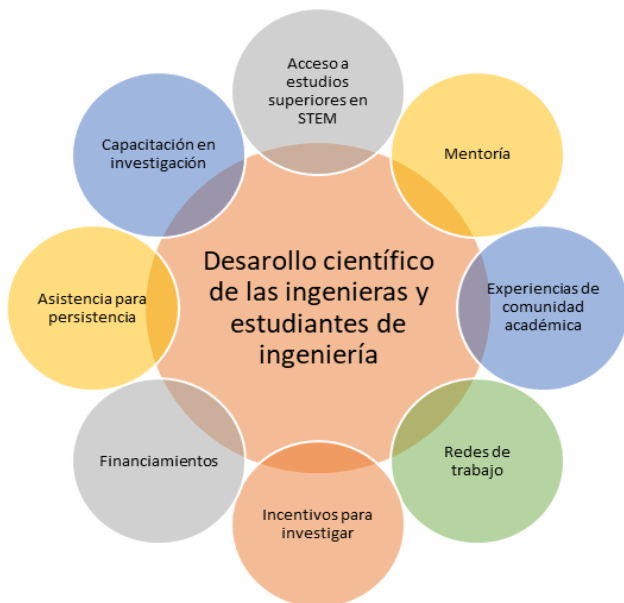 Acceso a
estudios
superiores en
STEM
Mentoría
Experiencias de
comunidad
académica
Redes de
trabajo
Incentivos para
investigar
Financiamientos
Asistencia para
persistencia
Capacitación en
investigación
Desarollo científico
de las ingenieras y
estudiantes de
ingeniería